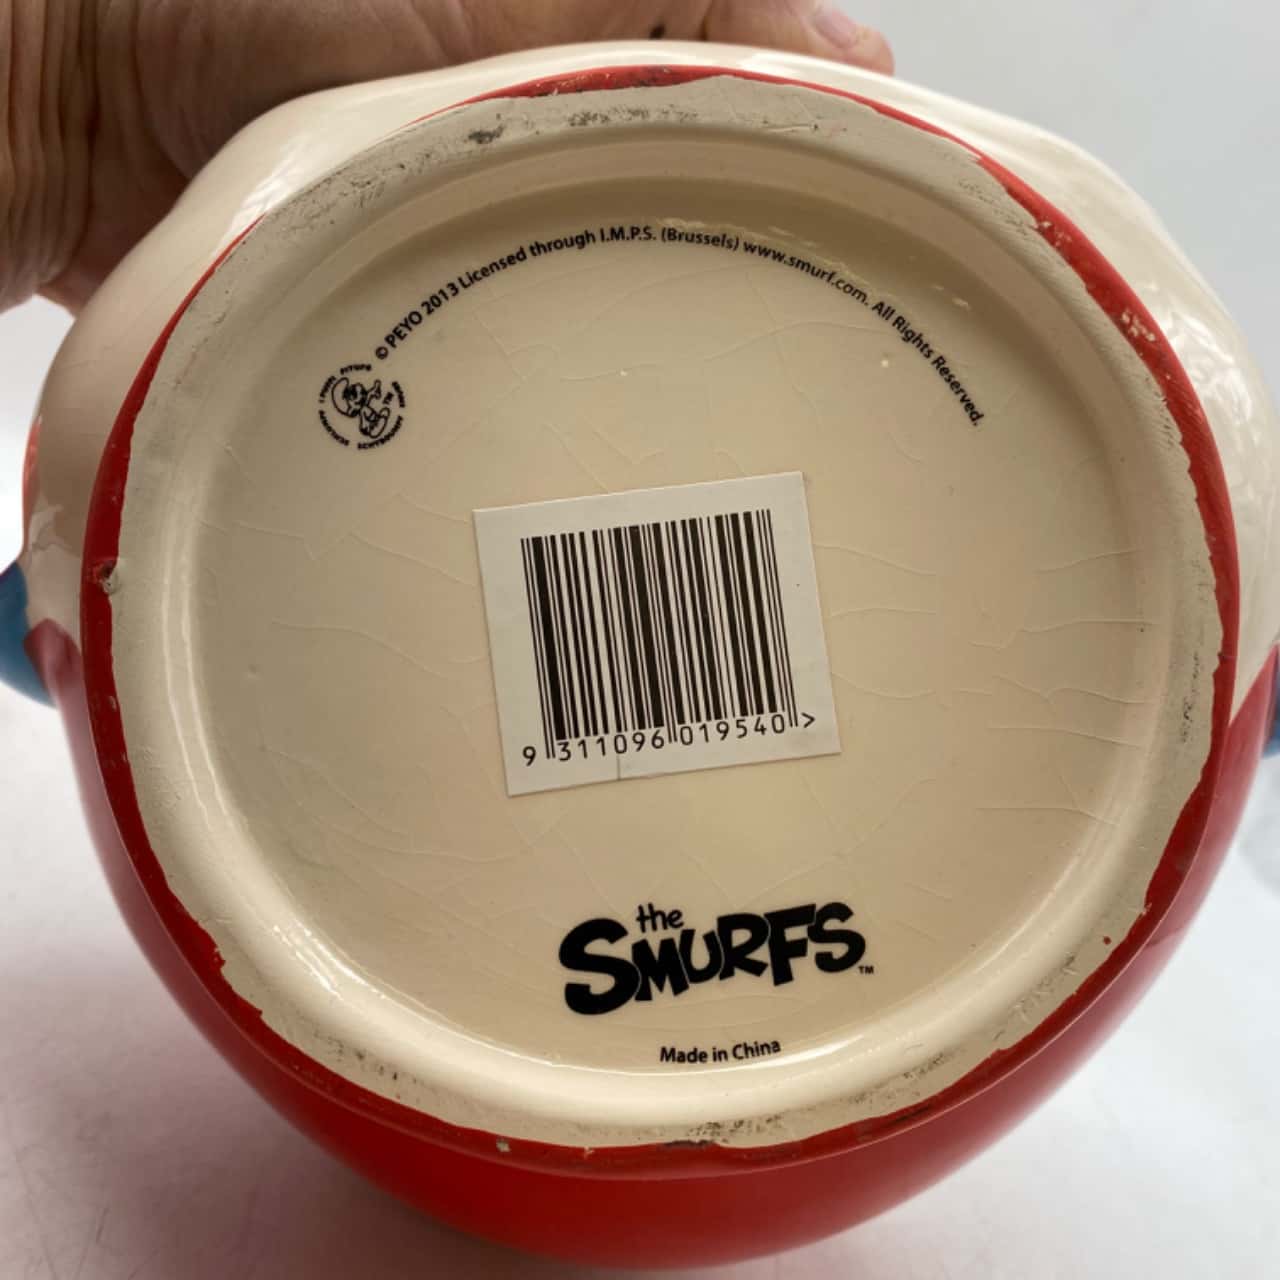 © PEYO 2013 Licensed through I.M.P.S. (Brussels) www.smurf.com. All Rights Reserved.
9 311096 019540 >
the
SMURFS™
Made in China